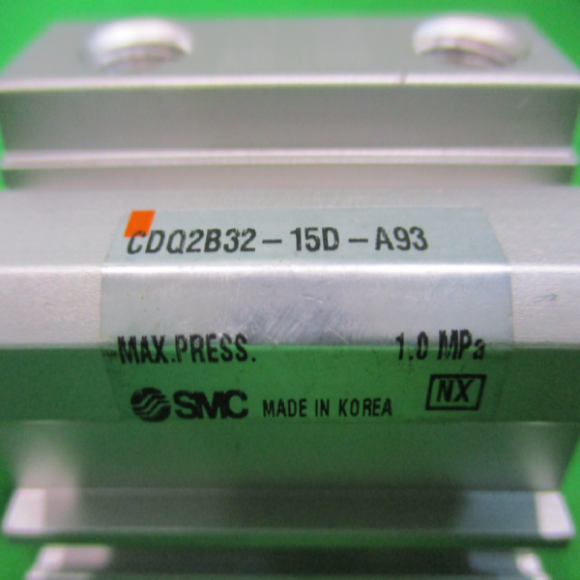 CDQ2B32-15D-A93
MAX.PRESS. 1.0 MPa
SMC MADE IN KOREA NX